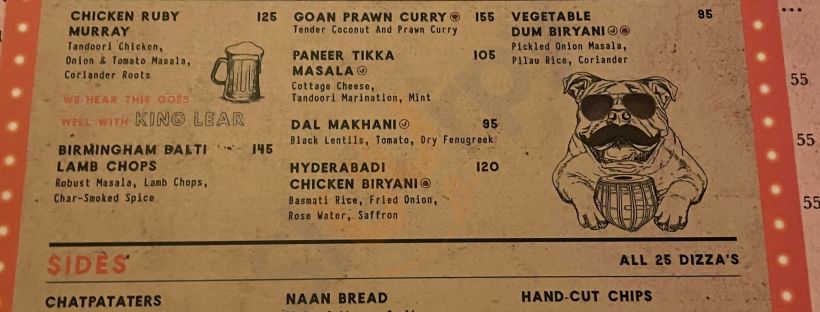 CHICKEN RUBY 125
MURRAY
Tandoori Chicken,
Onion & Tomato Masala,
Coriander Roots
WE HEAR THIS GOES
WELL WITH KING LEAR
BIRMINGHAM BALTI 145
LAMB CHOPS
Robust Masala, Lamb Chops,
Char-Smoked Spice
GOAN PRAWN CURRY 155
Tender Coconut And Prawn Curry
PANEER TIKKA 105
MASALA
Cottage Cheese,
Tandoori Marination, Mint
DAL MAKHANI 95
Black Lentils, Tomato, Dry Fenugreek
HYDERABADI 120
CHICKEN BIRYANI
Basmati Rice, Fried Onion,
Rose Water, Saffron
VEGETABLE 95
DUM BIRYANI
Pickled Onion Masala,
Pilau Rice, Coriander
55
55
55
SIDES ALL 25 DIZZA'S
CHATPATATERS NAAN BREAD HAND-CUT CHIPS